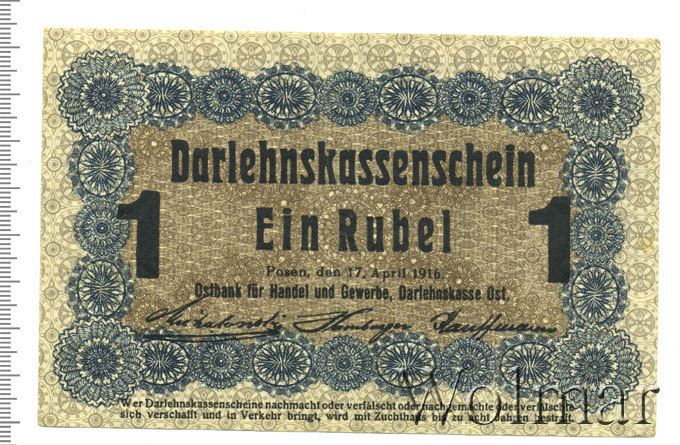 Darlehnskassenschein
1 Ein Rubel 1
Posen, den 17. April 1916.
Ostbank für Handel und Gewerbe, Darlehnskasse Ost.
Kauffmann
Wer Darlehnskassenscheine nachmacht oder verfälscht oder nachgemachte oder verfälschte
sich verschafft und in Verkehr bringt, wird mit Zuchthaus bis zu acht Jahren bestraft.
Wolmar